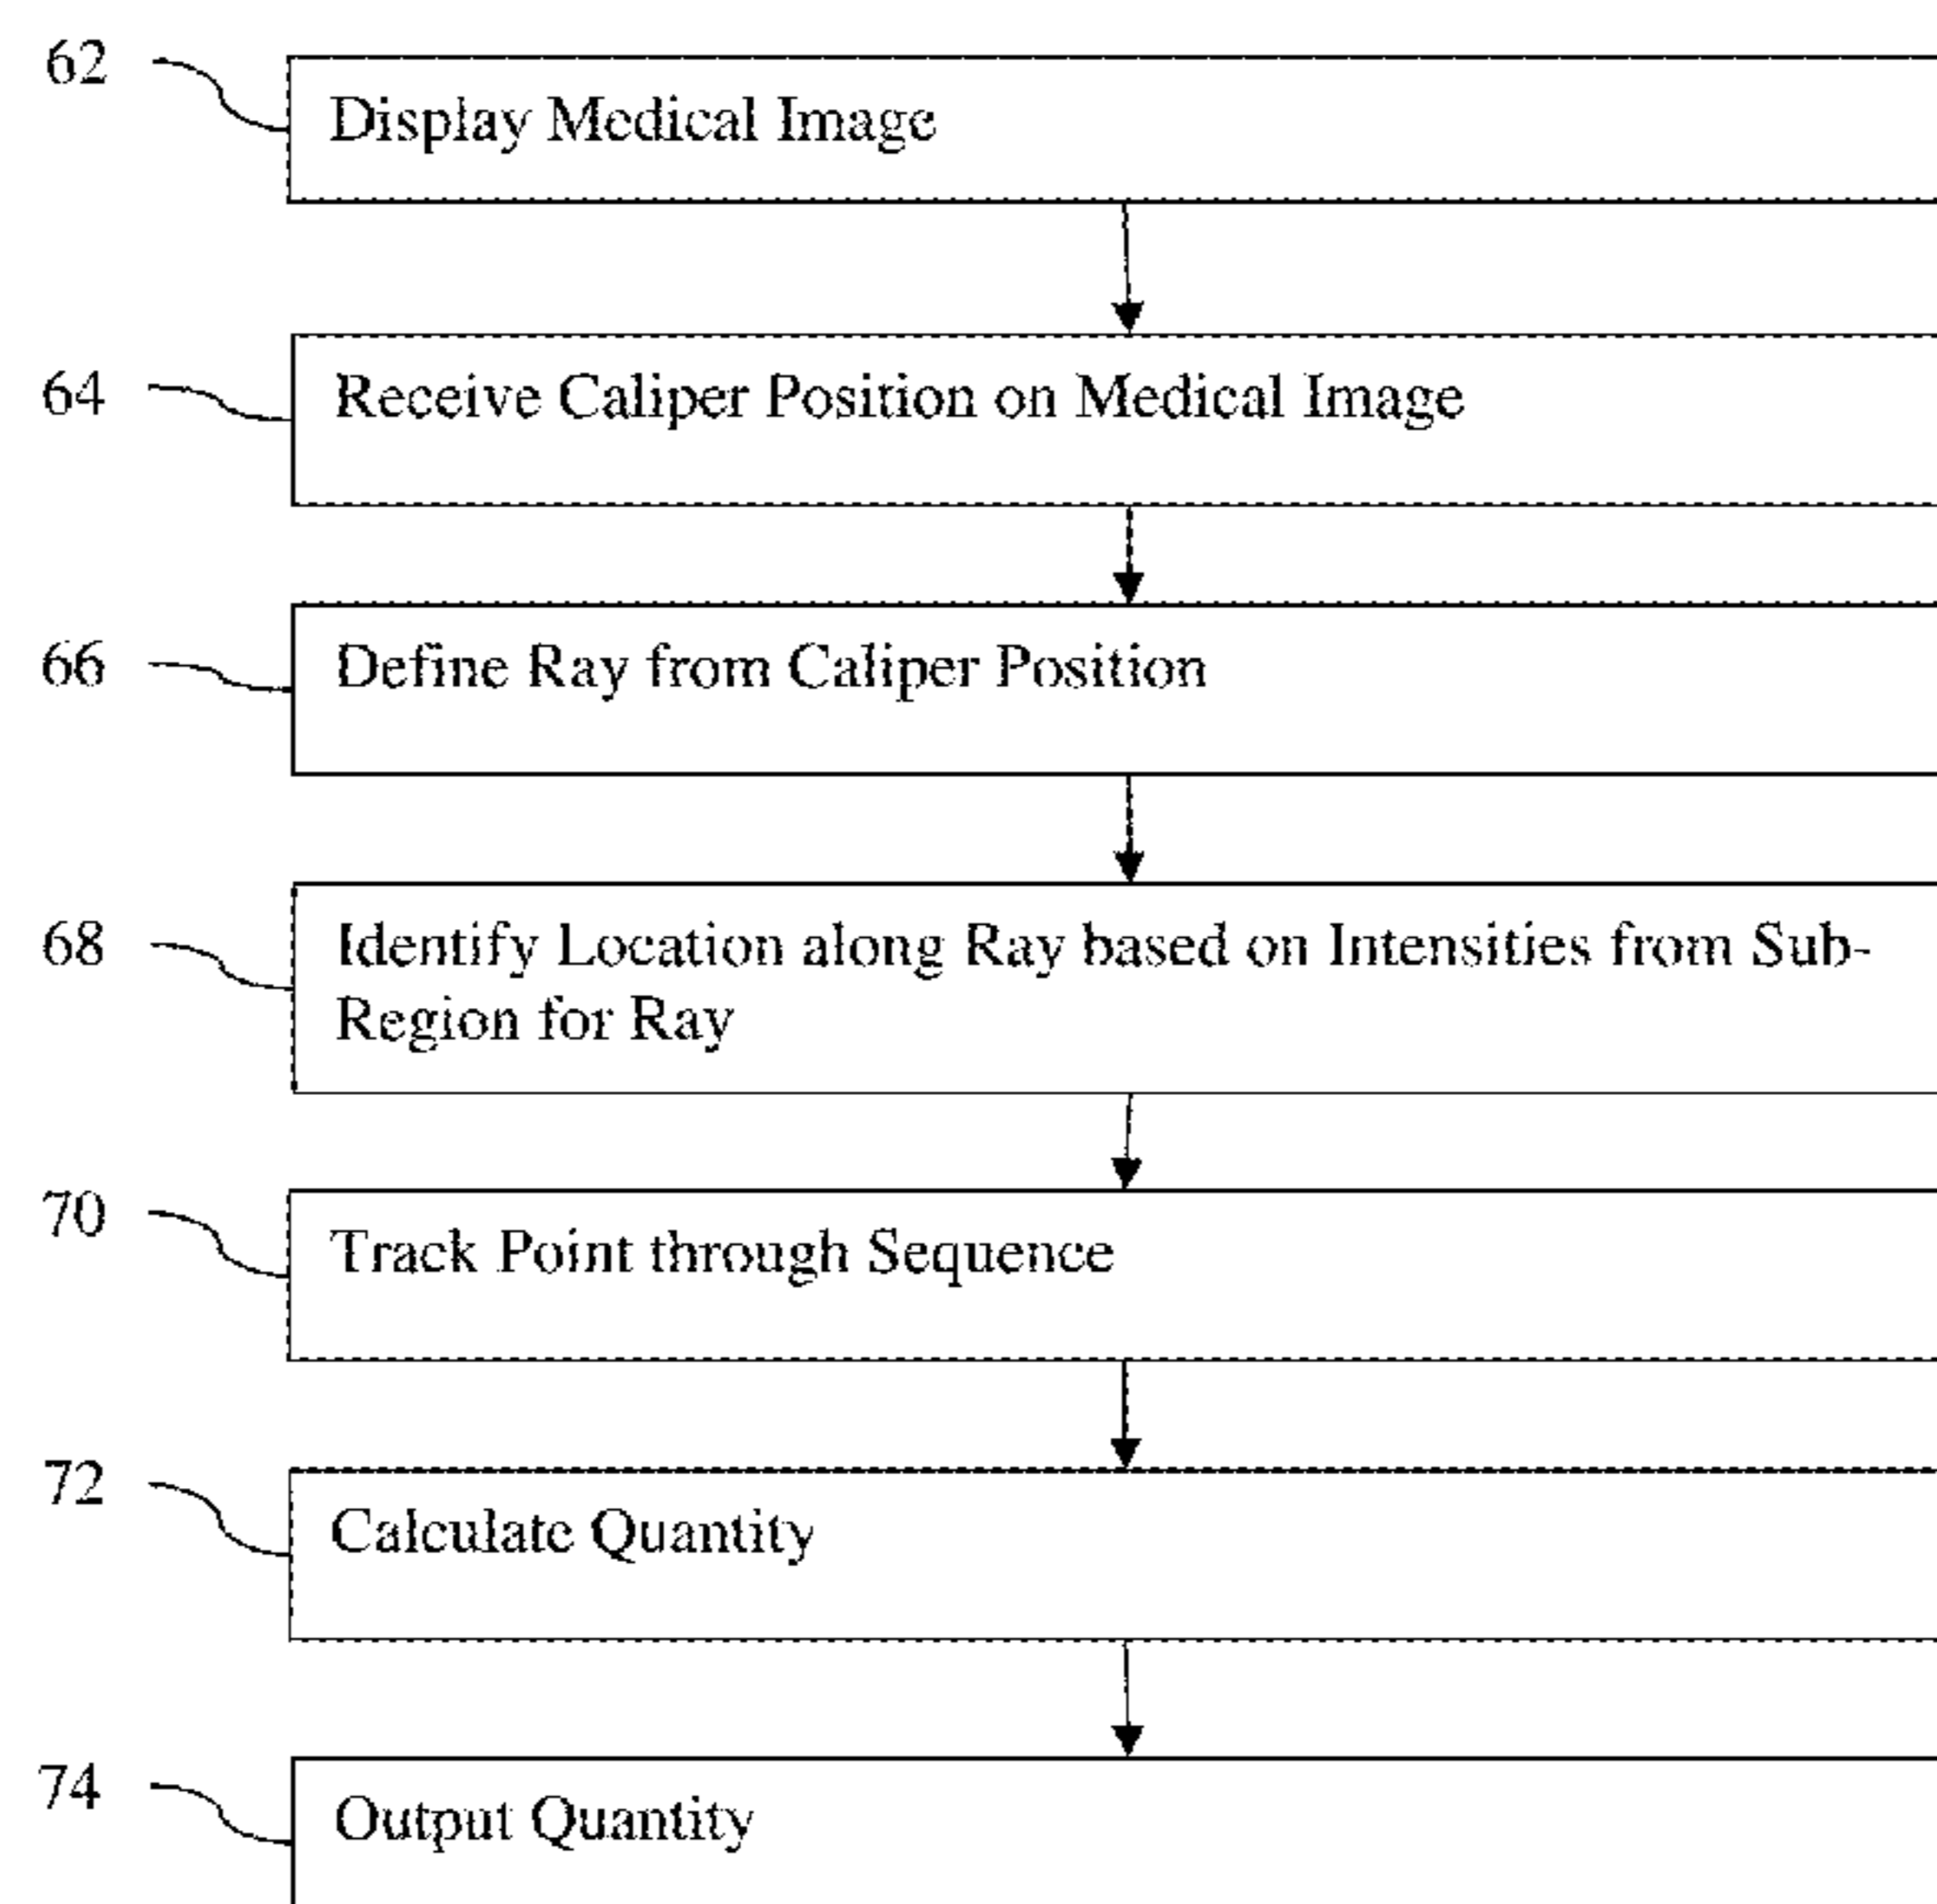 62
Display Medical Image
64
Receive Caliper Position on Medical Image
66
Define Ray from Caliper Position
68
Identify Location along Ray based on Intensities from Sub-
Region for Ray
70
Track Point through Sequence
72
Calculate Quantity
74
Output Quantity